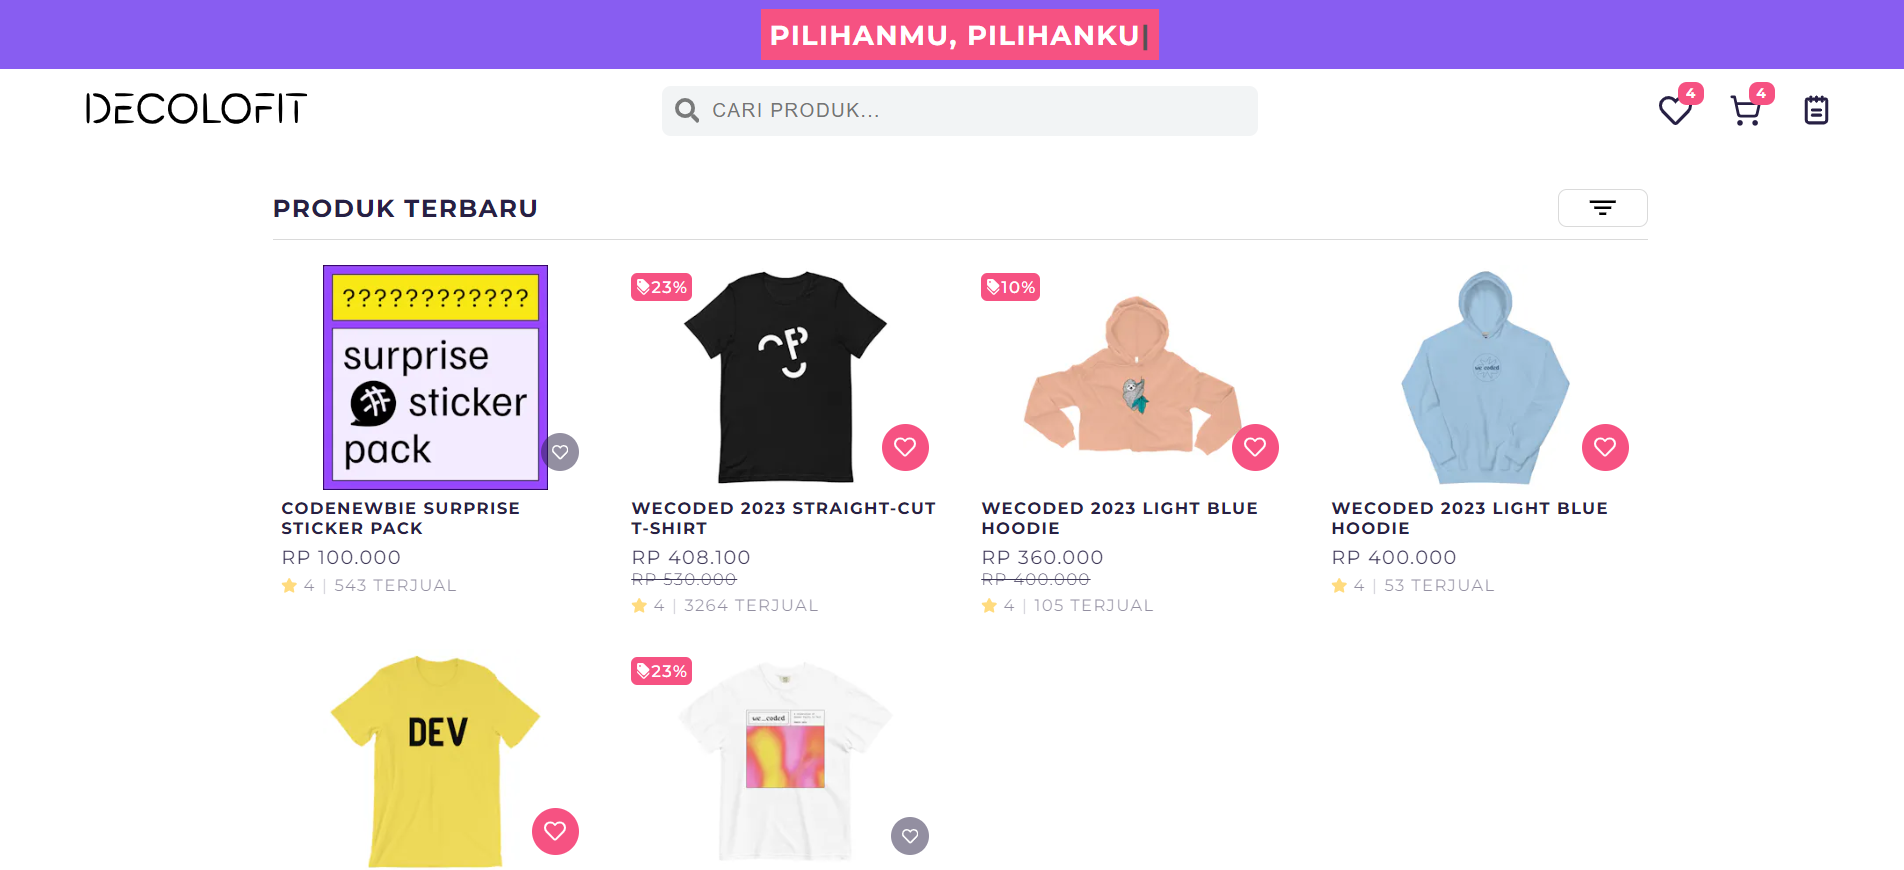 PILIHANMU, PILIHANKU|
DECOLOFIT
CARI PRODUK...
4
4
PRODUK TERBARU
????????????
surprise
sticker
pack
CODENEWBIE SURPRISE
STICKER PACK
RP 100.000
4 | 543 TERJUAL
23%
WECODED 2023 STRAIGHT-CUT
T-SHIRT
RP 408.100
RP 530.000
4 | 3264 TERJUAL
10%
WECODED 2023 LIGHT BLUE
HOODIE
RP 360.000
RP 400.000
4 | 105 TERJUAL
we_coded
WECODED 2023 LIGHT BLUE
HOODIE
RP 400.000
4 | 53 TERJUAL
DEV
23%
we_coded